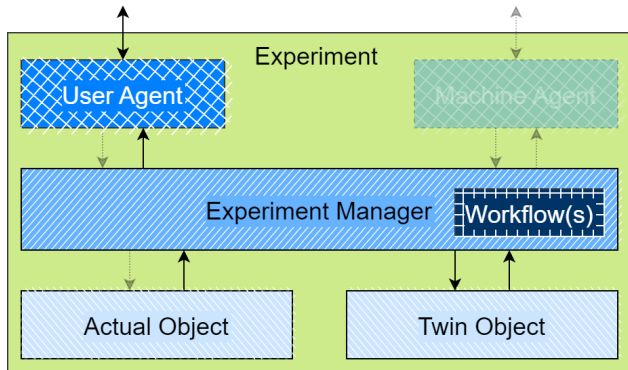 Experiment
User Agent
Machine Agent
Experiment Manager
Workflow(s)
Actual Object
Twin Object